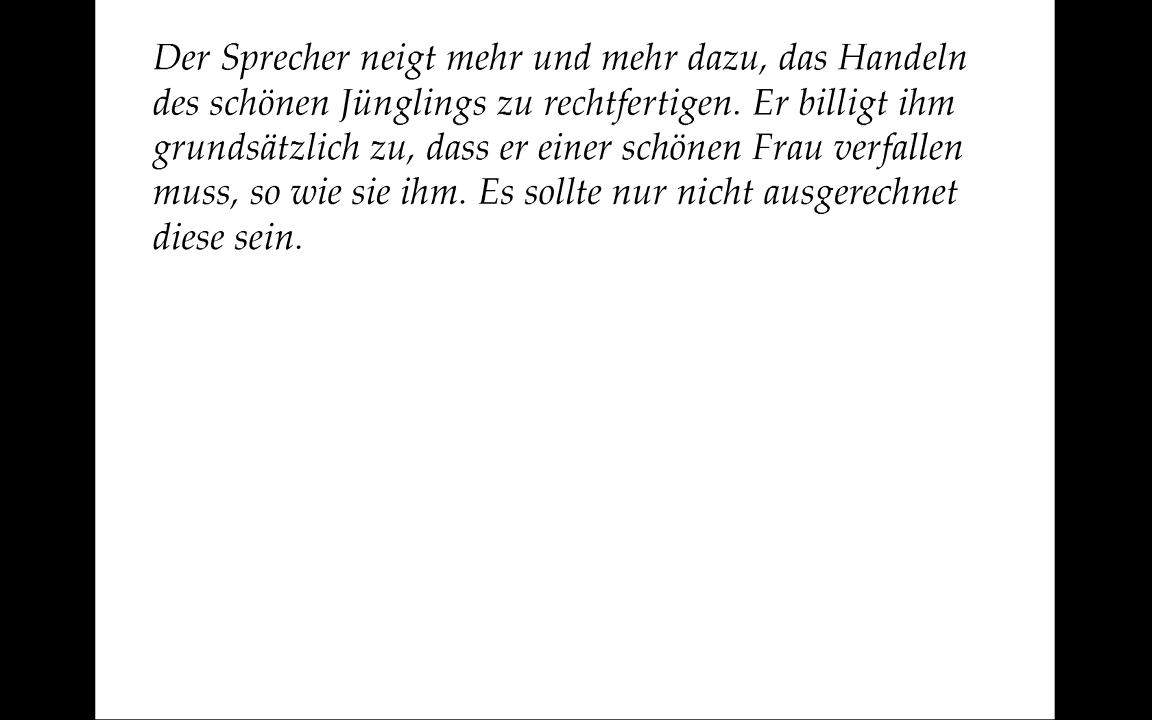 Der Sprecher neigt mehr und mehr dazu, das Handeln
des schönen Jünglings zu rechtfertigen. Er billigt ihm
grundsätzlich zu, dass er einer schönen Frau verfallen
muss, so wie sie ihm. Es sollte nur nicht ausgerechnet
diese sein.